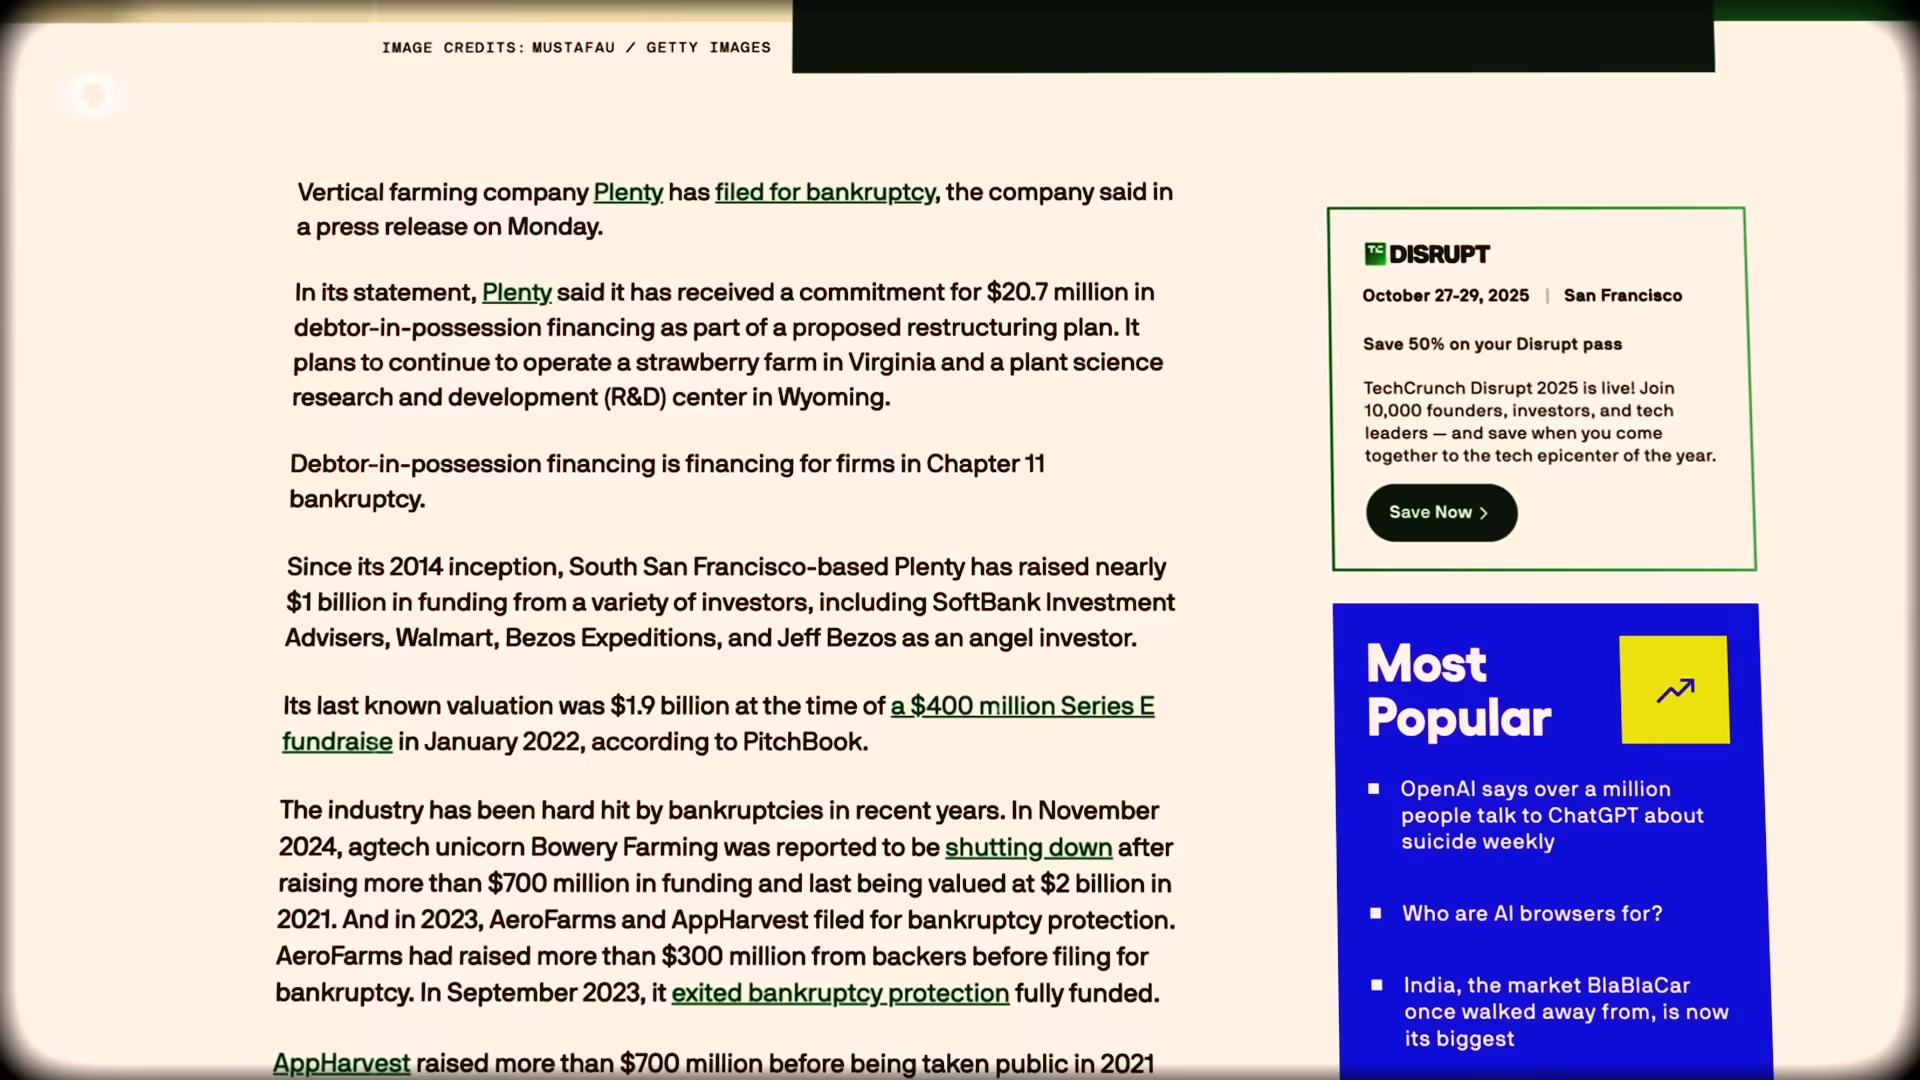 IMAGE CREDITS: MUSTAFAU / GETTY IMAGES
Vertical farming company Plenty has filed for bankruptcy, the company said in
a press release on Monday.
In its statement, Plenty said it has received a commitment for $20.7 million in
debtor-in-possession financing as part of a proposed restructuring plan. It
plans to continue to operate a strawberry farm in Virginia and a plant science
research and development (R&D) center in Wyoming.
Debtor-in-possession financing is financing for firms in Chapter 11
bankruptcy.
Since its 2014 inception, South San Francisco-based Plenty has raised nearly
$1 billion in funding from a variety of investors, including SoftBank Investment
Advisers, Walmart, Bezos Expeditions, and Jeff Bezos as an angel investor.
Its last known valuation was $1.9 billion at the time of a $400 million Series E
fundraise in January 2022, according to PitchBook.
The industry has been hard hit by bankruptcies in recent years. In November
2024, agtech unicorn Bowery Farming was reported to be shutting down after
raising more than $700 million in funding and last being valued at $2 billion in
2021. And in 2023, AeroFarms and AppHarvest filed for bankruptcy protection.
AeroFarms had raised more than $300 million from backers before filing for
bankruptcy. In September 2023, it exited bankruptcy protection fully funded.
AppHarvest raised more than $700 million before being taken public in 2021
TC DISRUPT
October 27-29, 2025 | San Francisco
Save 50% on your Disrupt pass
TechCrunch Disrupt 2025 is live! Join
10,000 founders, investors, and tech
leaders — and save when you come
together to the tech epicenter of the year.
Save Now >
Most
Popular
OpenAI says over a million
people talk to ChatGPT about
suicide weekly
Who are AI browsers for?
India, the market BlaBlaCar
once walked away from, is now
its biggest